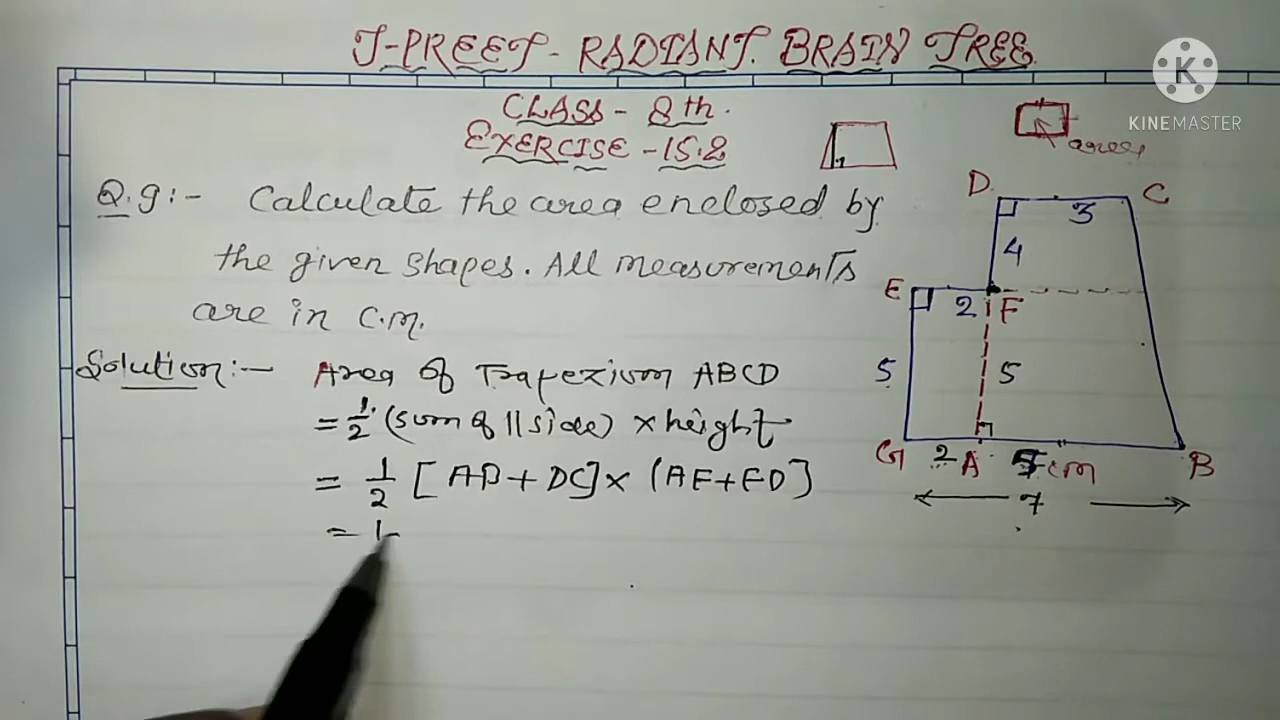 J-PREET-RADIANT. BRAIN TREE
K
KINEMASTER
CLASS- 8th.
EXERCISE -15.2
area
Q.9:- Calculate the area enclosed by
the given shapes. All measurements
are in C.M.
Solution:- Area of Trapezium ABCD
= 1/2 (sum of || side) × height
= 1/2 [AB + DC] × (AF+FD]
= 1
D C
3
4
E 2 F
5 5
G 2 A cm B
7